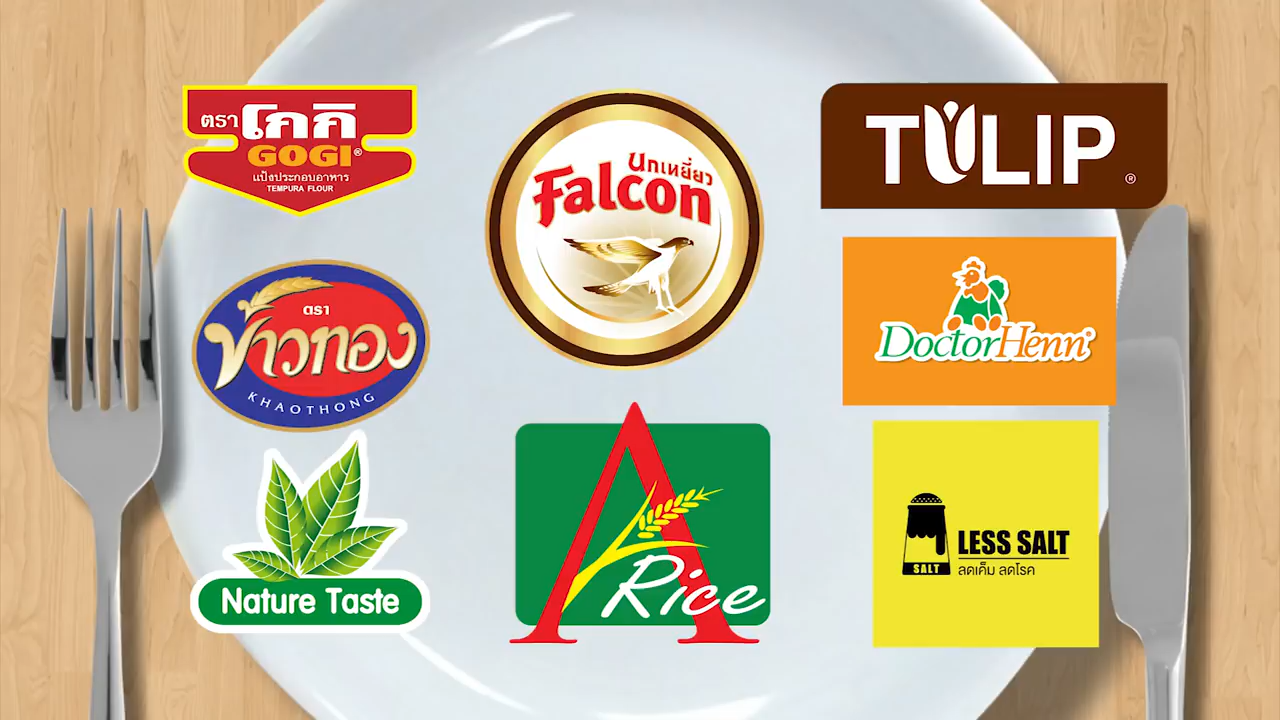 ตรา โกกิ
GOGI®
แป้งประกอบอาหาร
TEMPURA FLOUR
นกเหยี่ยว
Falcon
TULIP
®
ตรา
ข้าวทอง
KHAOTHONG
DoctorHenn®
Nature Taste
A
Rice
SALT
LESS SALT
ลดเค็ม ลดโรค